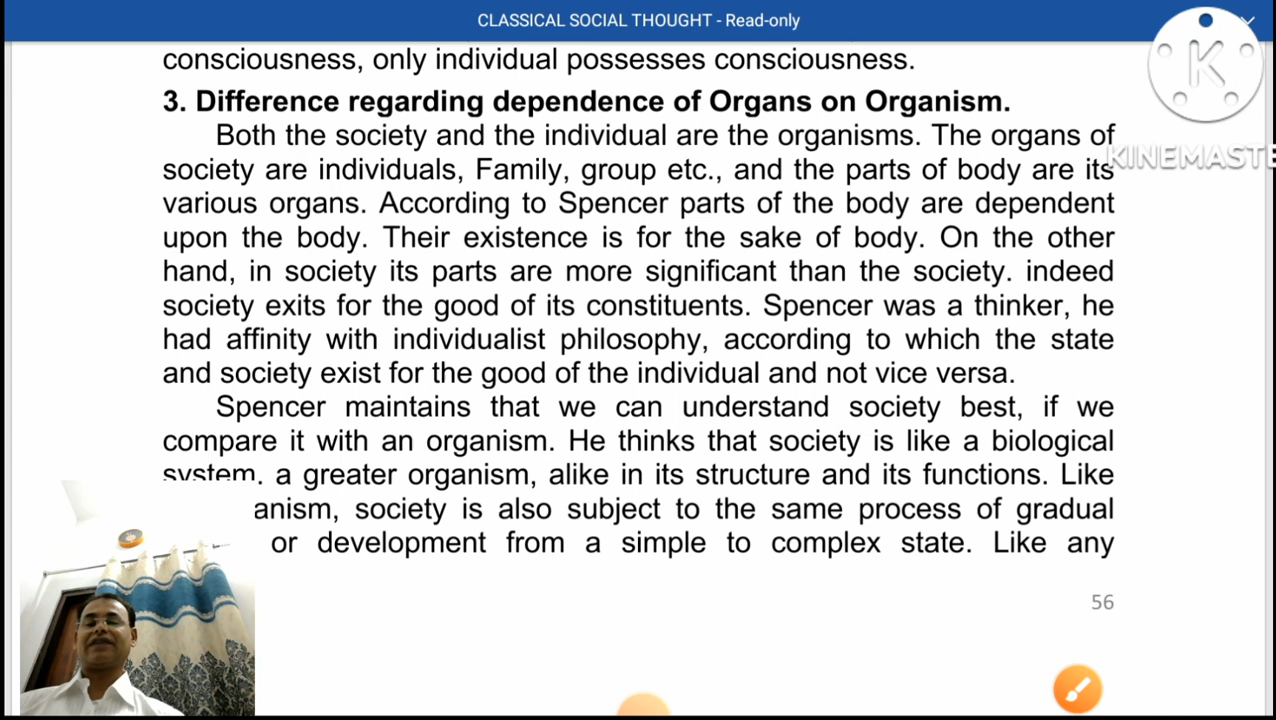 CLASSICAL SOCIAL THOUGHT - Read-only
K
KINEMASTE
consciousness, only individual possesses consciousness.
3. Difference regarding dependence of Organs on Organism.
Both the society and the individual are the organisms. The organs of
society are individuals, Family, group etc., and the parts of body are its
various organs. According to Spencer parts of the body are dependent
upon the body. Their existence is for the sake of body. On the other
hand, in society its parts are more significant than the society. indeed
society exits for the good of its constituents. Spencer was a thinker, he
had affinity with individualist philosophy, according to which the state
and society exist for the good of the individual and not vice versa.
Spencer maintains that we can understand society best, if we
compare it with an organism. He thinks that society is like a biological
system, a greater organism, alike in its structure and its functions. Like
anism, society is also subject to the same process of gradual
or development from a simple to complex state. Like any
56